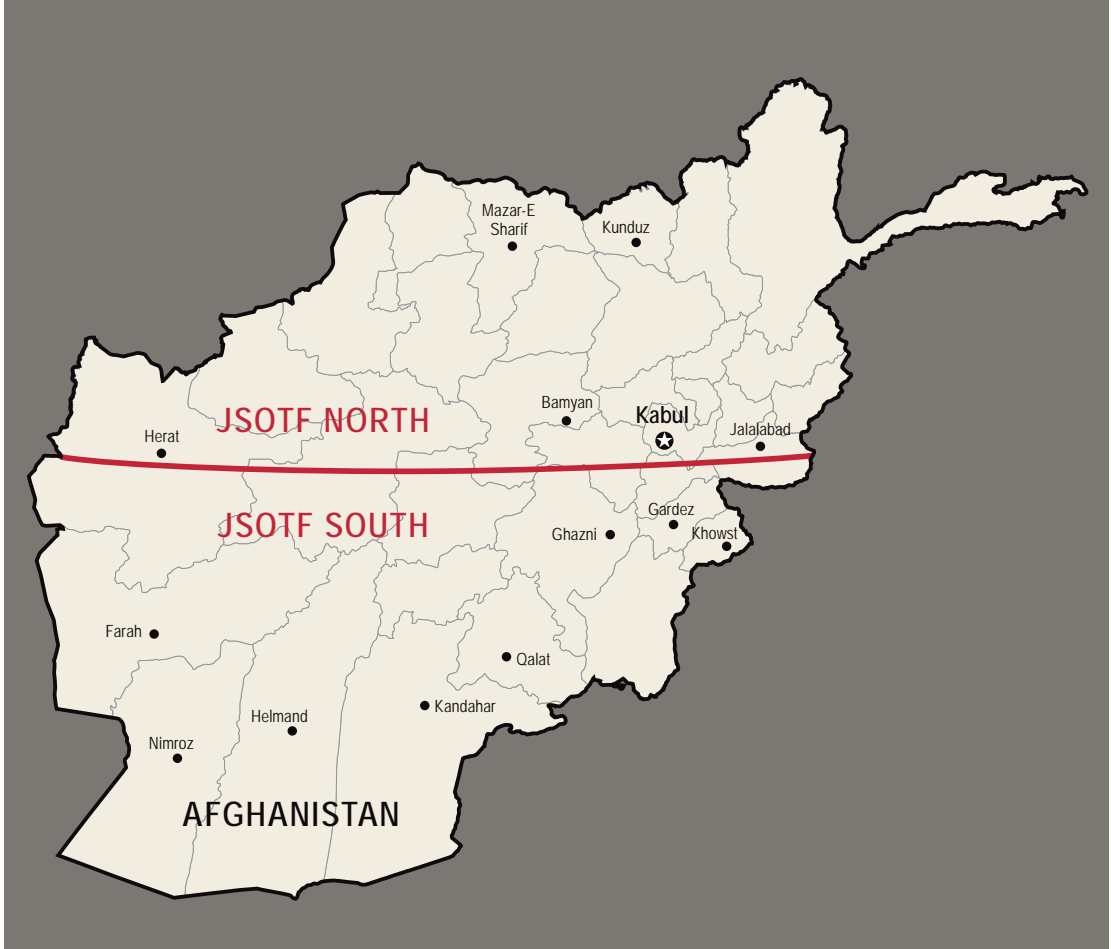 Mazar-E
Sharif
Kunduz
JSOTF NORTH
Bamyan
Kabul
Herat
Jalalabad
JSOTF SOUTH
Gardez
Ghazni
Khowst
Farah
Qalat
Kandahar
Helmand
Nimroz
AFGHANISTAN